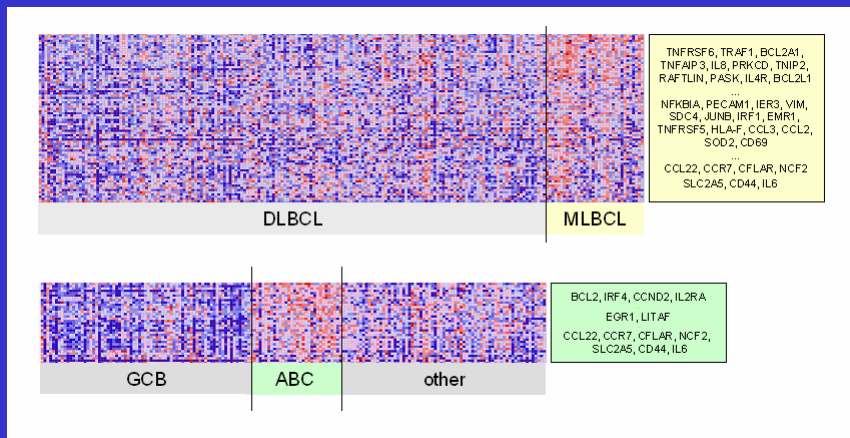 TNFRSF6, TRAF1, BCL2A1,
TNFAIP3, IL8, PRKCD, TNIP2,
RAFTLIN, PASK, IL4R, BCL2L1
...
NFKBIA, PECAM1, IER3, VIM,
SDC4, JUNB, IRF1, EMR1,
TNFRSF5, HLA-F, CCL3, CCL2,
SOD2, CD69
...
CCL22, CCR7, CFLAR, NCF2
SLC2A5, CD44, IL6
DLBCL
MLBCL
BCL2, IRF4, CCND2, IL2RA
EGR1, LITAF
CCL22, CCR7, CFLAR, NCF2,
SLC2A5, CD44, IL6
GCB
ABC
other